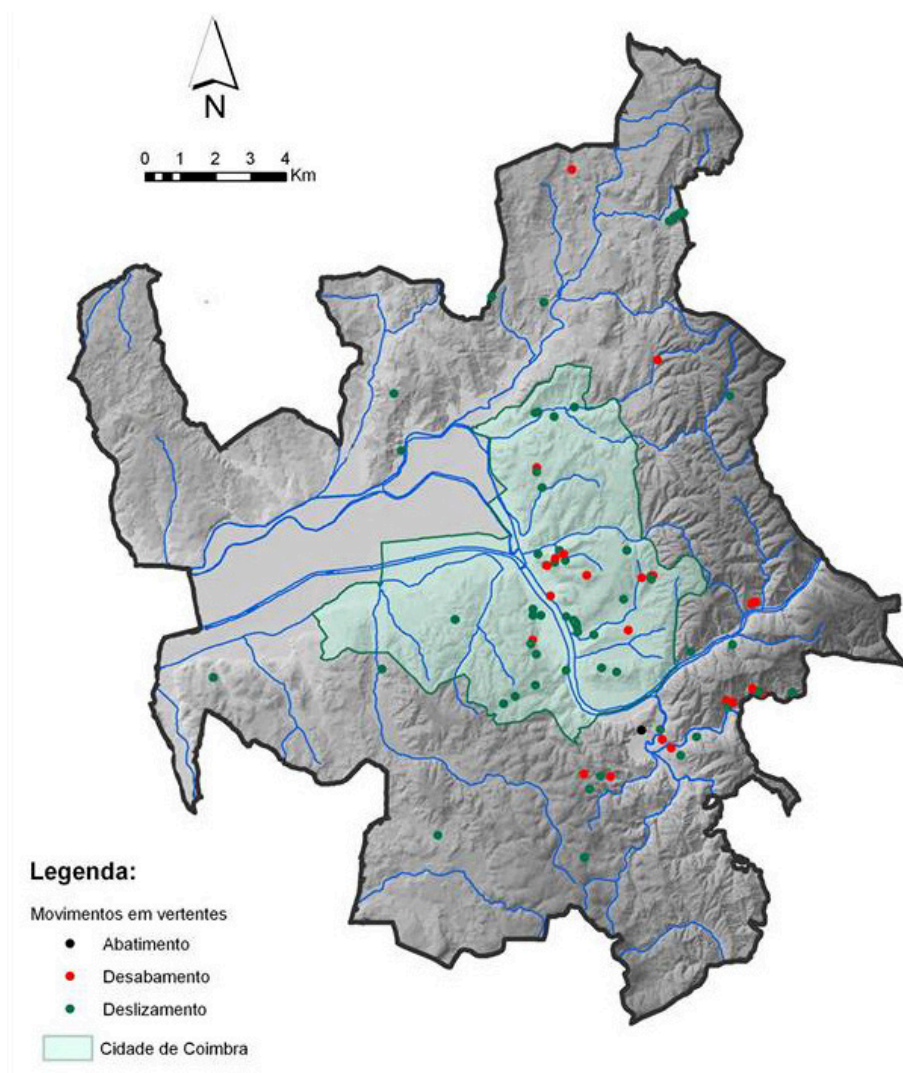 N
0 1 2 3 4
Km
Legenda:
Movimentos em vertentes
Abatimento
Desabamento
Deslizamento
Cidade de Coimbra